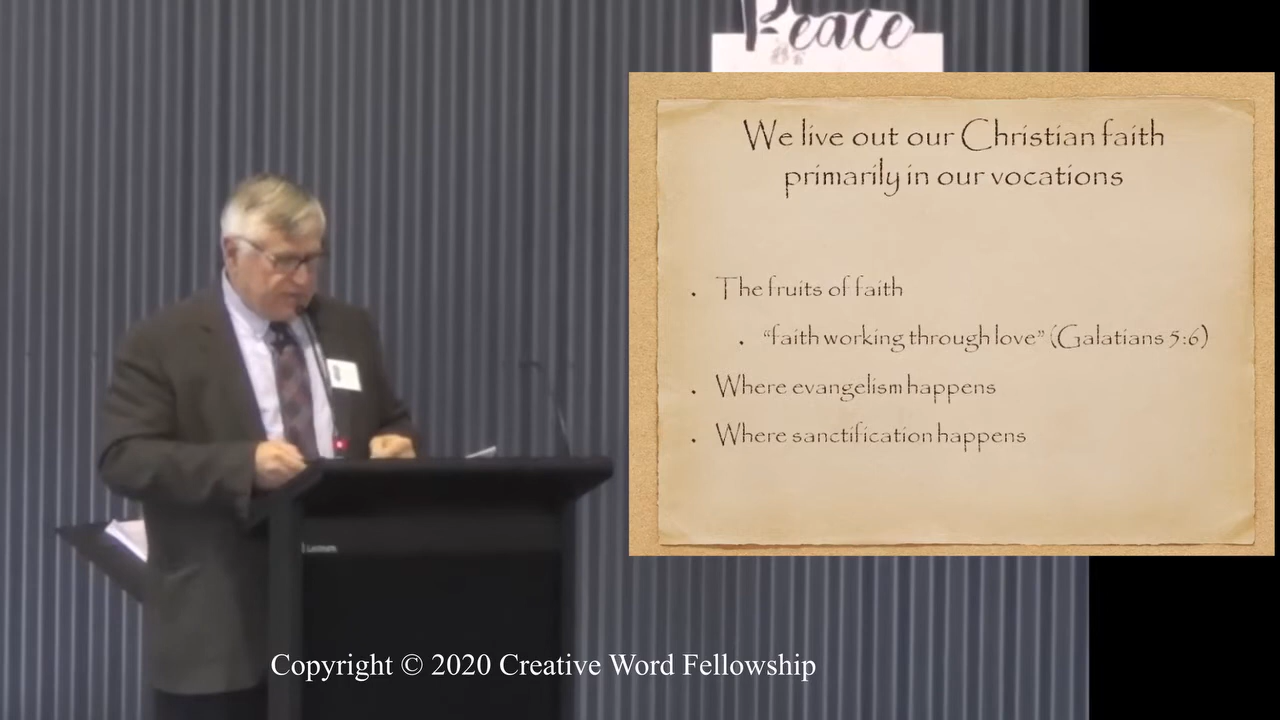 Peace
We live out our Christian faith
primarily in our vocations
. The fruits of faith
. “faith working through love” (Galatians 5:6)
. Where evangelism happens
. Where sanctification happens
Copyright © 2020 Creative Word Fellowship